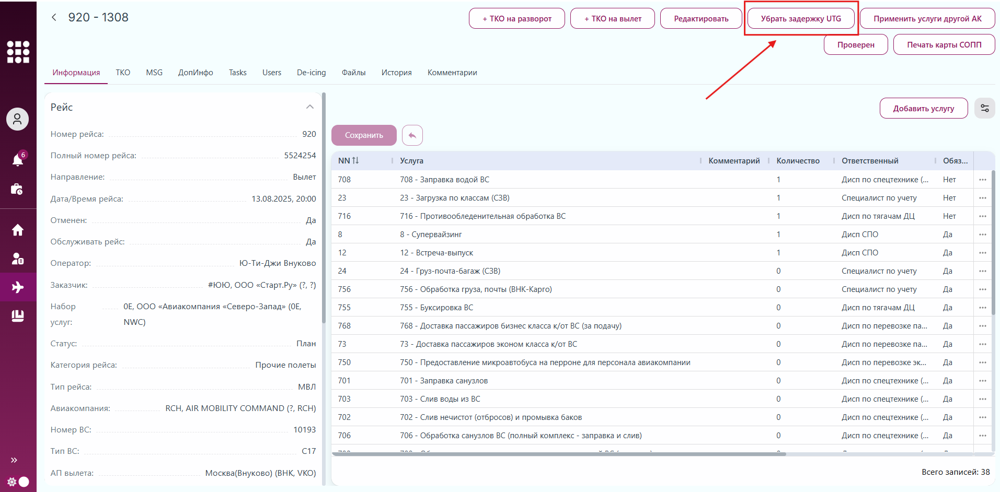 920 - 1308
+ ТКО на разворот
+ ТКО на вылет
Редактировать
Убрать задержку UTG
Применить услуги другой АК
Проверен
Печать карты СОПП
Информация
ТКО
MSG
ДопИнфо
Tasks
Users
De-icing
Файлы
История
Комментарии
6
Рейс
Номер рейса: 920
Полный номер рейса: 5524254
Направление: Вылет
Дата/Время рейса: 13.08.2025, 20:00
Отменен: Да
Обслуживать рейс: Да
Оператор: Ю-Ти-Джи Внуково
Заказчик: #ЮЮ, ООО «Старт.Ру» (?, ?)
Набор услуг: 0Е, ООО «Авиакомпания «Северо-Запад» (0Е,
NWC)
Статус: План
Категория рейса: Прочие полеты
Тип рейса: МВЛ
Авиакомпания: RCH, AIR MOBILITY COMMAND (?, RCH)
Номер ВС: 10193
Тип ВС: C17
АП вылета: Москва(Внуково) (ВНК, VKO)
Добавить услугу
Сохранить
NN Услуга Комментарий Количество Ответственный Обяз...
708 708 - Заправка водой ВС 1 Дисп по спецтехнике (... Нет
23 23 - Загрузка по классам (СЗВ) 1 Специалист по учету Нет
716 716 - Противообледенительная обработка ВС 1 Дисп по тягачам ДЦ Нет
8 8 - Супервайзинг 1 Дисп СПО Да
12 12 - Встреча-выпуск 1 Дисп СПО Да
24 24 - Груз-почта-багаж (СЗВ) 0 Специалист по учету Да
756 756 - Обработка груза, почты (ВНК-Карго) 0 Специалист по учету Да
755 755 - Буксировка ВС 0 Дисп по тягачам ДЦ Да
768 768 - Доставка пассажиров бизнес класса к/от ВС (за подачу) 0 Дисп по перевозке па... Да
73 73 - Доставка пассажиров эконом класса к/от ВС 0 Дисп по перевозке па... Да
750 750 - Предоставление микроавтобуса на перроне для персонала авиакомпании 0 Дисп по перевозке эк... Да
701 701 - Заправка санузлов 0 Дисп по спецтехнике (... Да
703 703 - Слив воды из ВС 0 Дисп по спецтехнике (... Да
702 702 - Слив нечистот (отбросов) и промывка баков 0 Дисп по спецтехнике (... Да
706 706 - Обработка санузлов ВС (полный комплекс - заправка и слив) 0 Дисп по спецтехнике (... Да
Всего записей: 38